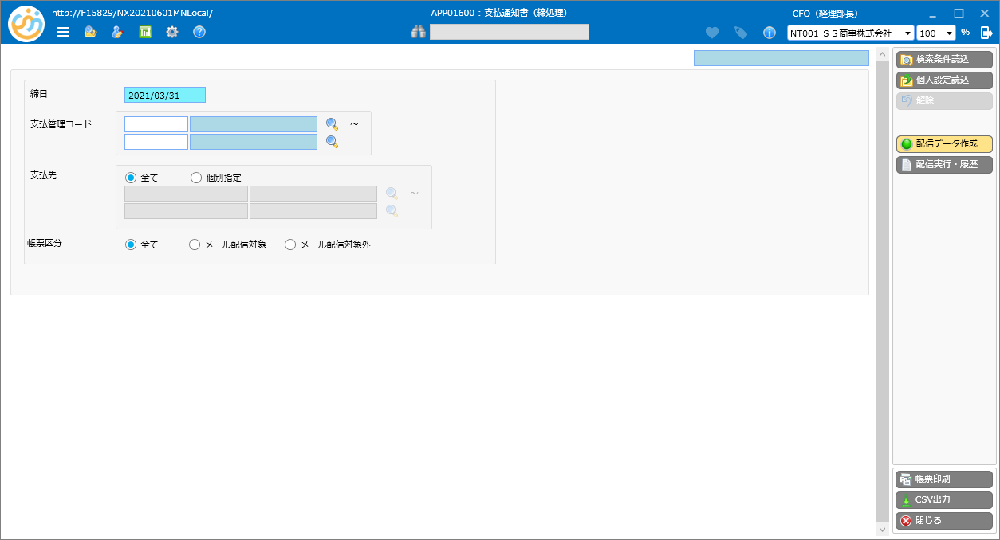 http://F15829/NX20210601MNLocal/
APP01600：支払通知書（締処理）
CFO（経理部長）
NT001 ＳＳ商事株式会社
100
%
締日
2021/03/31
支払管理コード
～
支払先
全て
個別指定
～
帳票区分
全て
メール配信対象
メール配信対象外
検索条件読込
個人設定読込
解除
配信データ作成
配信実行・履歴
帳票印刷
CSV出力
閉じる